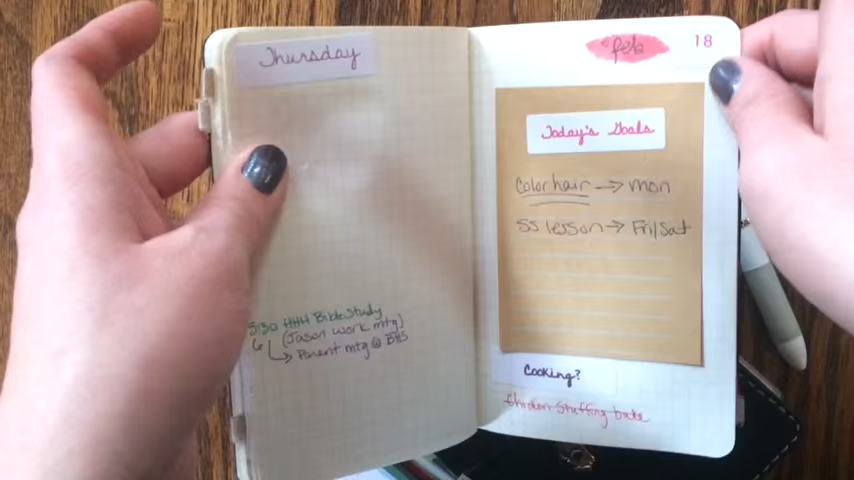 Thursday
5:30 HHH Bible Study
6 (Jason work mtg)
↳ Parent mtg @ BHS
feb
18
Today's Goals
Color hair → mon
SS lesson → Fri/Sat
Cooking?
Chicken Stuffing bake